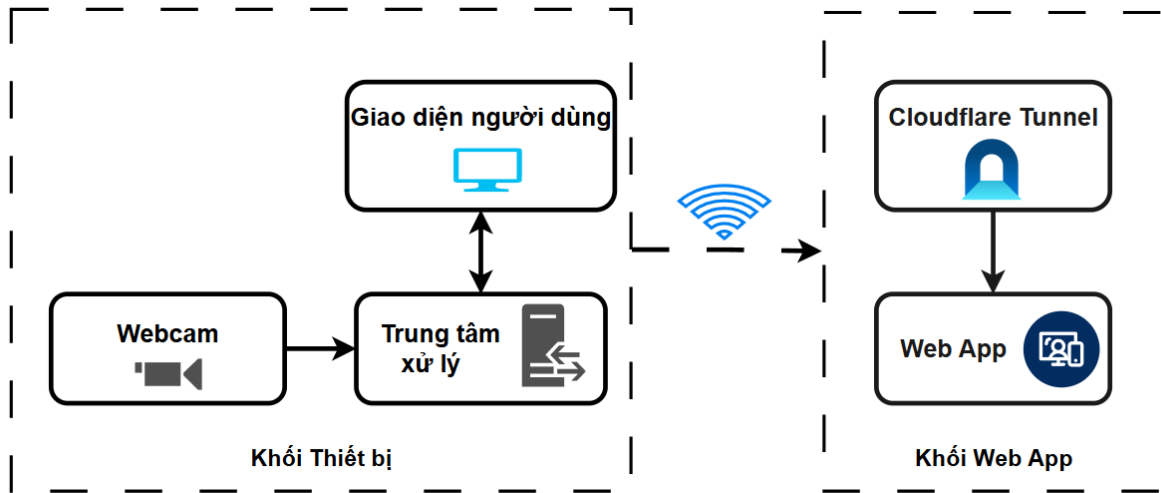 Giao diện người dùng
Cloudflare Tunnel
Webcam
Trung tâm
xử lý
Web App
Khối Thiết bị
Khối Web App